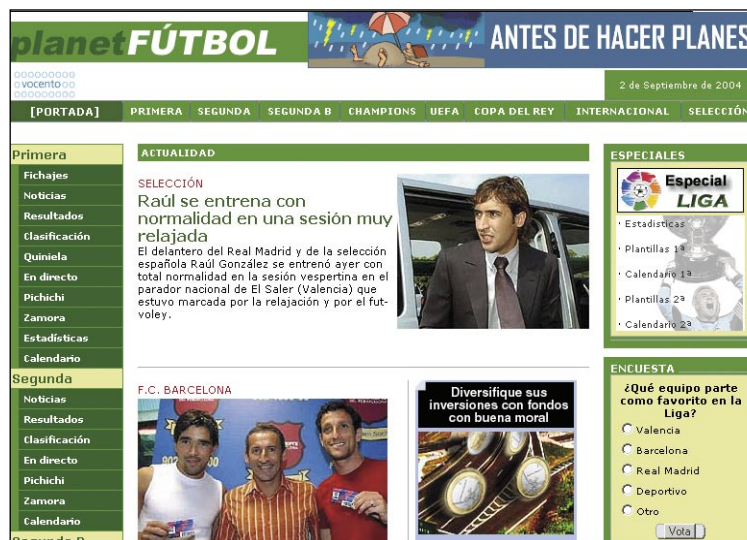 planetFÚTBOL
ANTES DE HACER PLANES
vocento
2 de Septiembre de 2004
[PORTADA]
PRIMERA SEGUNDA SEGUNDA B CHAMPIONS UEFA COPA DEL REY INTERNACIONAL SELECCIÓN
Primera
Fichajes
Noticias
Resultados
Clasificación
Quiniela
En directo
Pichichi
Zamora
Estadísticas
Calendario
Segunda
Noticias
Resultados
Clasificación
En directo
Pichichi
Zamora
Calendario
Segunda B
ACTUALIDAD
SELECCIÓN
Raúl se entrena con
normalidad en una sesión muy
relajada
El delantero del Real Madrid y de la selección
española Raúl González se entrenó ayer con
total normalidad en la sesión vespertina en el
parador nacional de El Saler (Valencia) que
estuvo marcada por la relajación y por el fut-
voley.
F.C. BARCELONA
Diversifique sus
inversiones con fondos
con buena moral
ESPECIALES
Especial
LIGA
· Estadisticas
· Plantillas 1ª
· Calendario 1ª
· Plantillas 2ª
· Calendario 2ª
ENCUESTA
¿Qué equipo parte
como favorito en la
Liga?
Valencia
Barcelona
Real Madrid
Deportivo
Otro
Vota